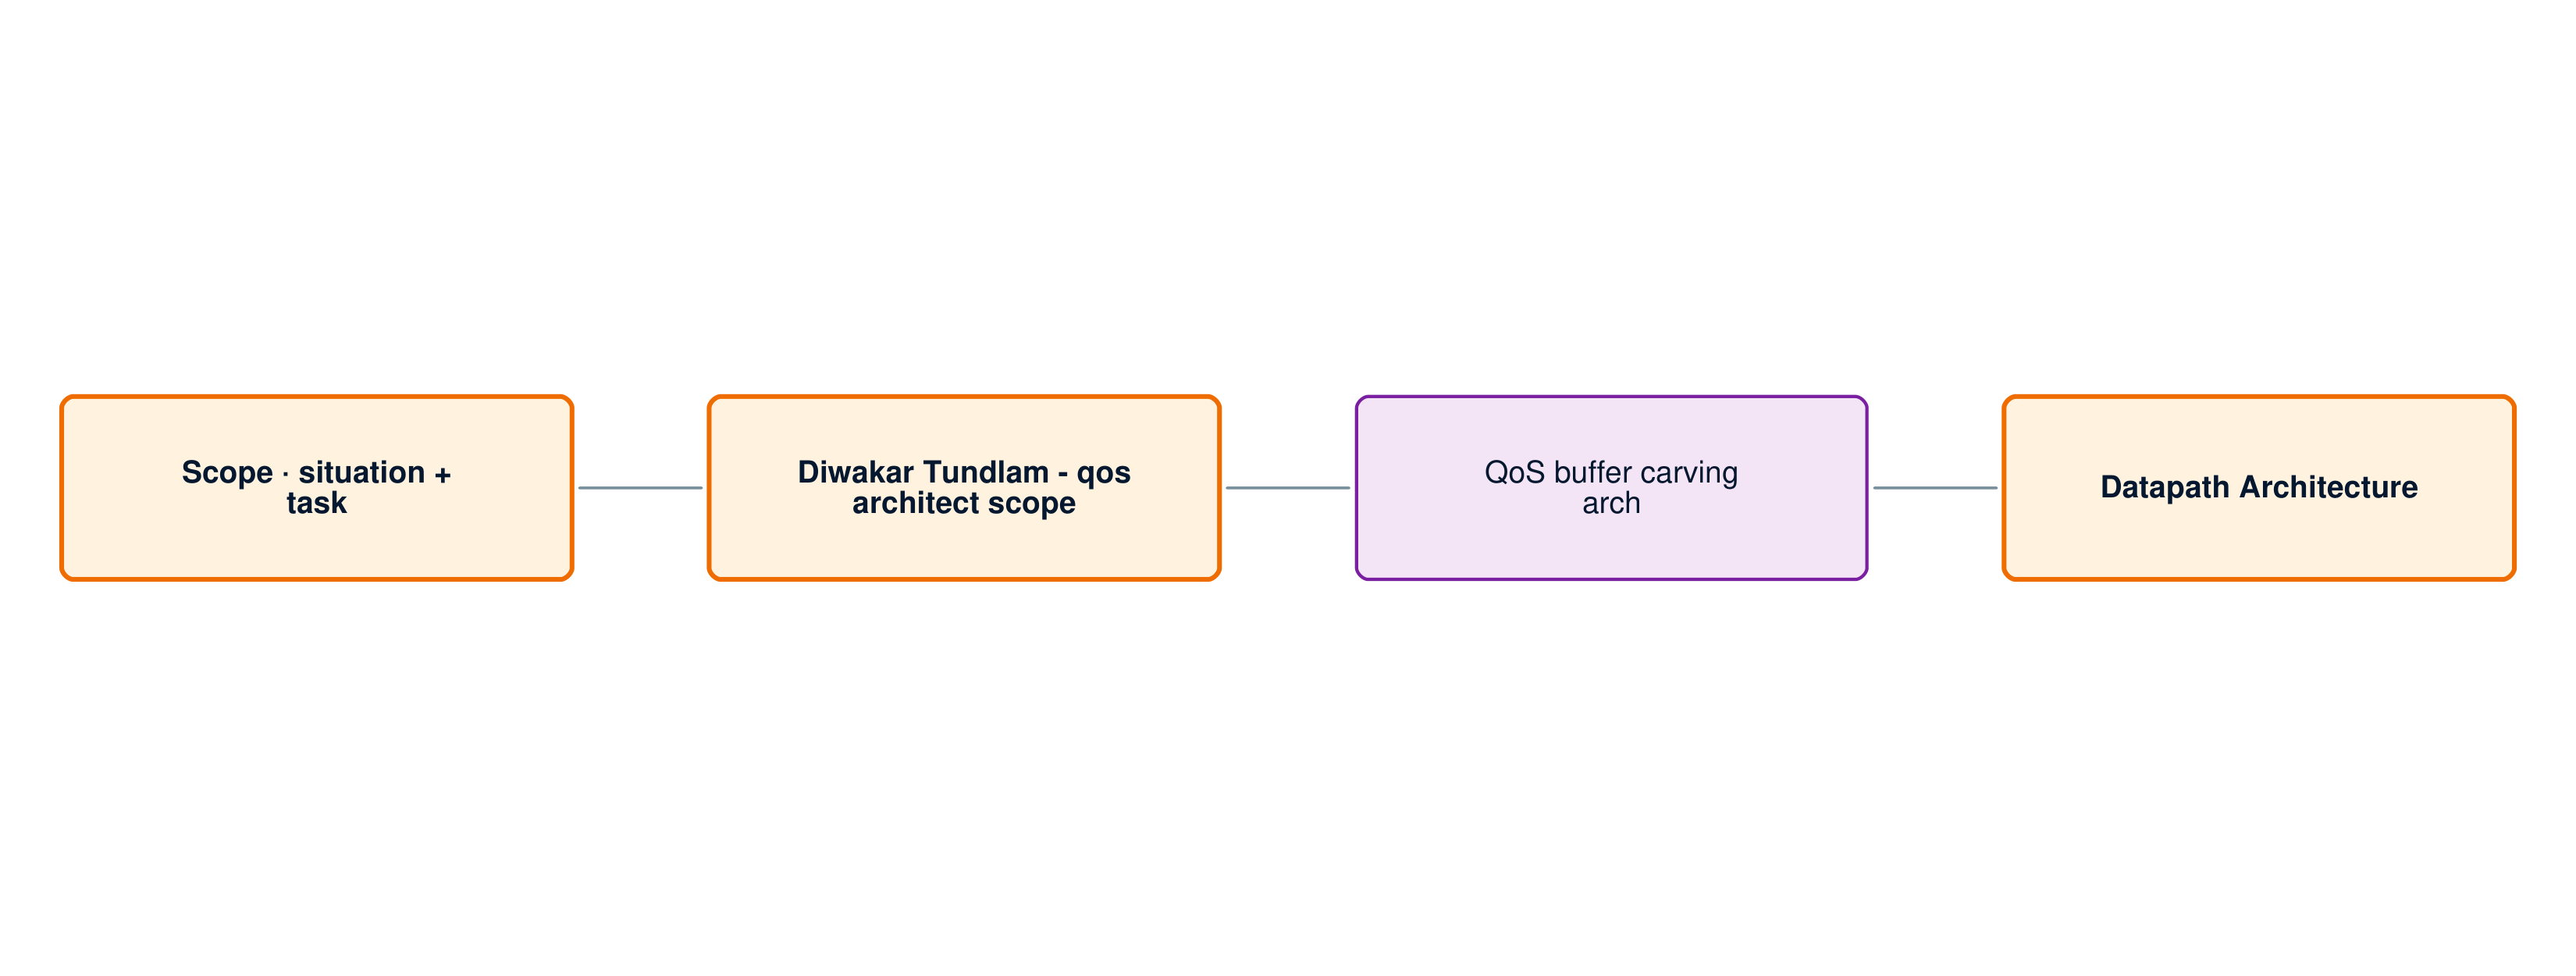 Scope · situation +
task
Diwakar Tundlam - qos
architect scope
QoS buffer carving
arch
Datapath Architecture